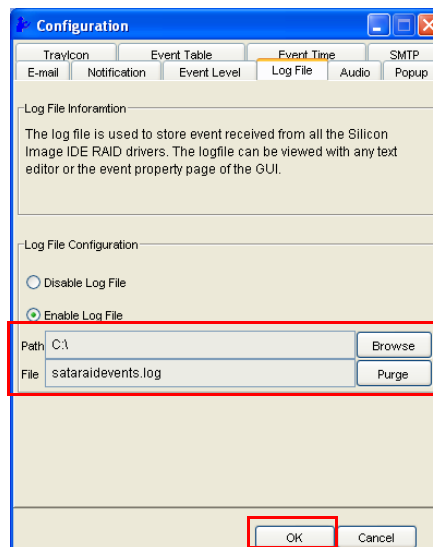 Configuration
TrayIcon Event Table Event Time SMTP
E-mail Notification Event Level Log File Audio Popup
Log File Inforamtion
The log file is used to store event received from all the Silicon
Image IDE RAID drivers. The logfile can be viewed with any text
editor or the event property page of the GUI.
Log File Configuration
Disable Log File
Enable Log File
Path C:\ Browse
File sataraidevents.log Purge
OK Cancel